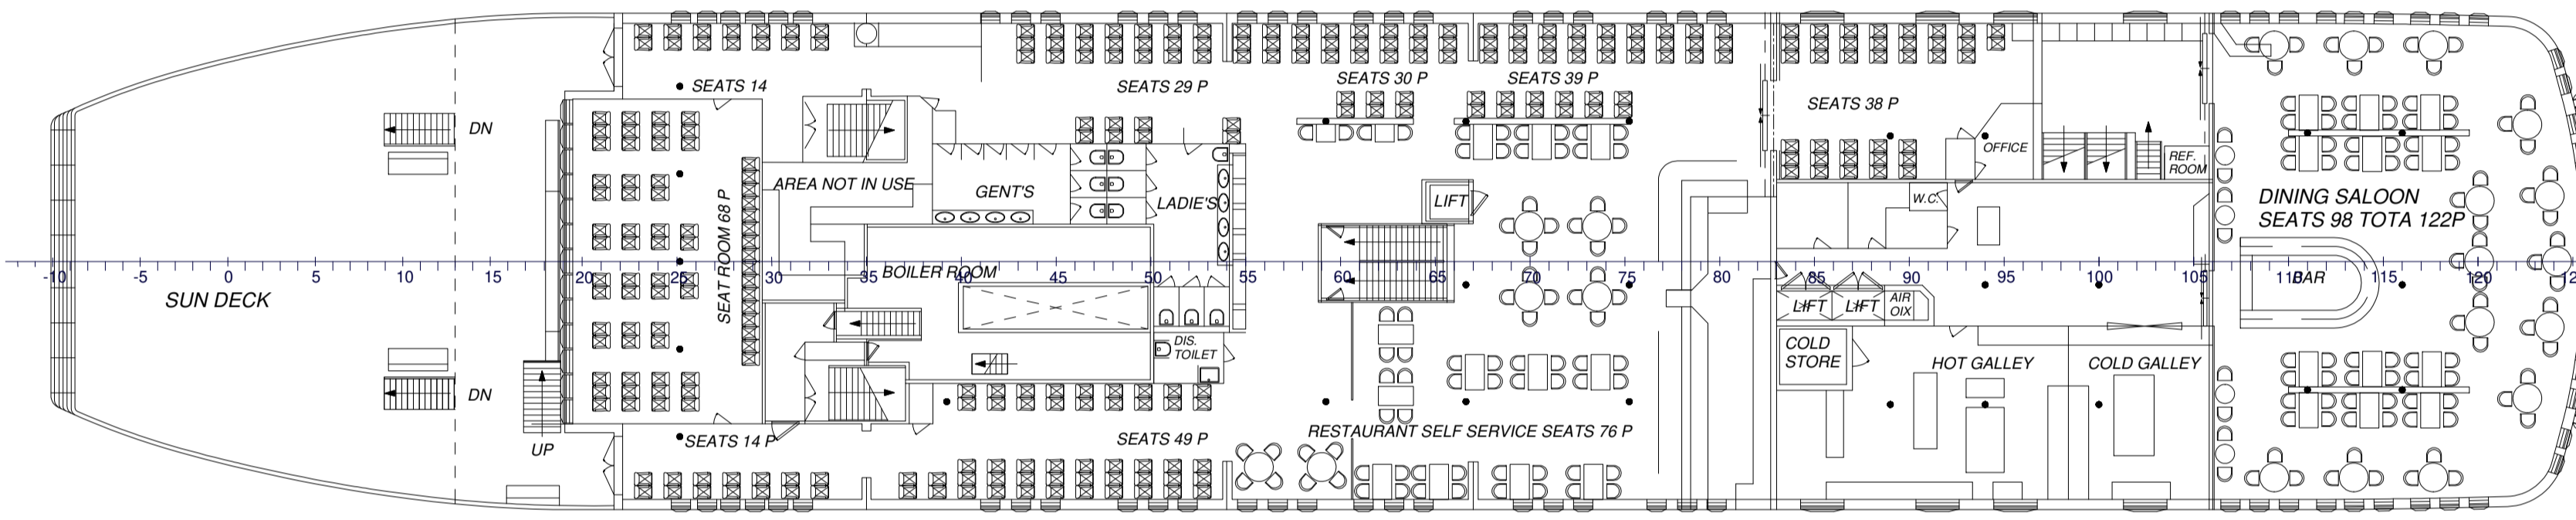 SEATS 14
SEATS 29 P
SEATS 30 P
SEATS 39 P
SEATS 38 P
DN
OFFICE
REF.
ROOM
AREA NOT IN USE
GENT'S
LADIE'S
LIFT
W.C.
DINING SALOON
SEATS 98 TOTA 122P
SEAT ROOM 68 P
BOILER ROOM
-10 -5 0 5 10 15 20 25 30 35 40 45 50 55 60 65 70 75 80 85 90 95 100 105 110 115 120
SUN DECK
BAR
LIFT
LIFT
AIR
OIX
DIS.
TOILET
COLD
STORE
HOT GALLEY
COLD GALLEY
DN
UP
SEATS 14 P
SEATS 49 P
RESTAURANT SELF SERVICE SEATS 76 P